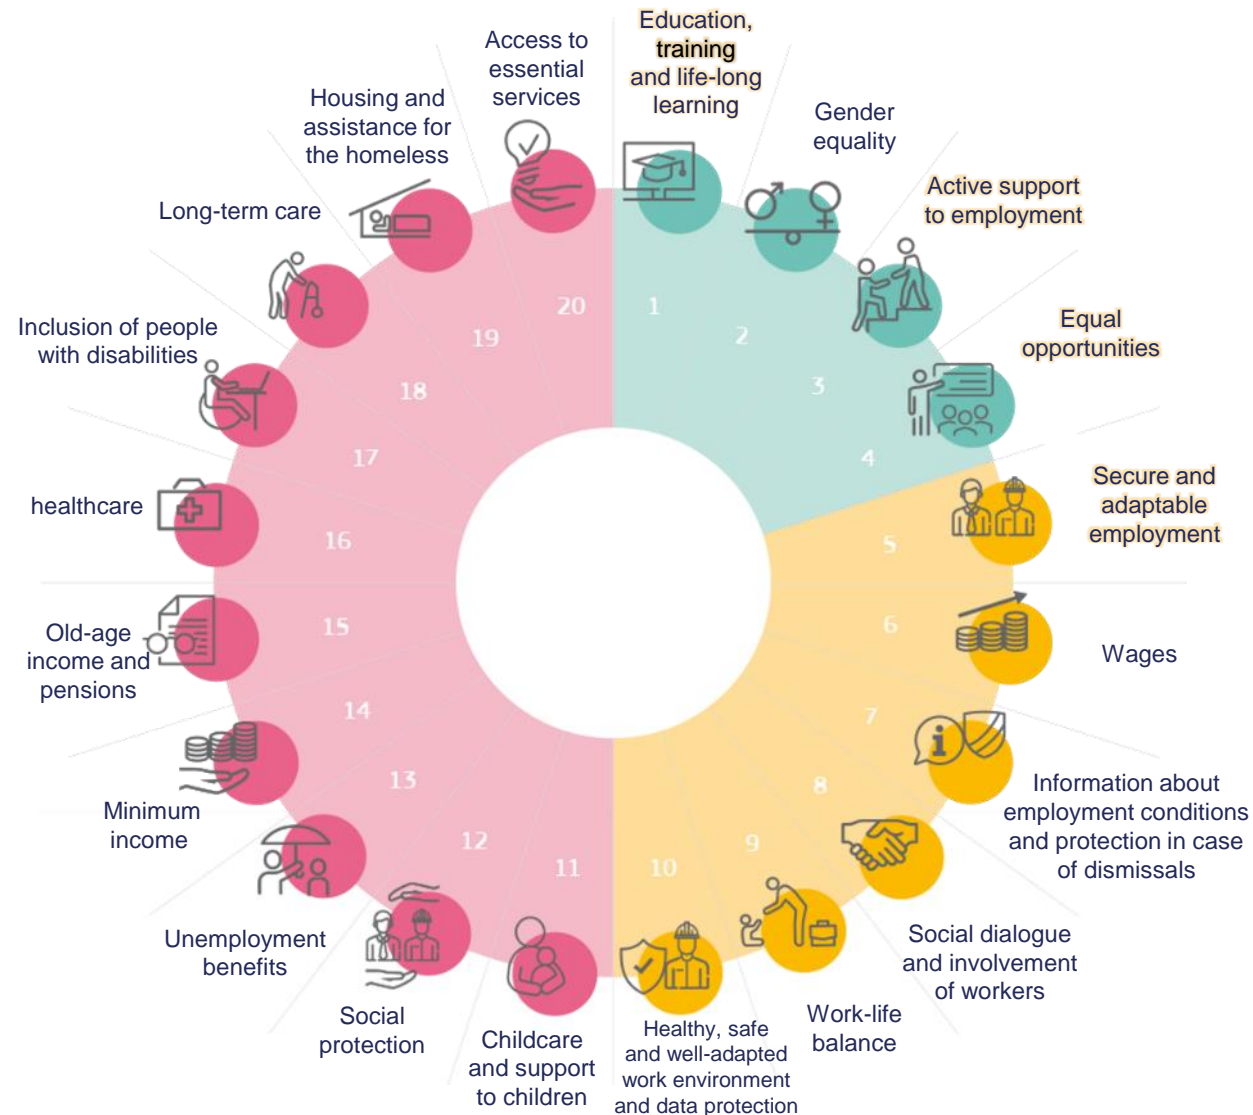 Education,
training
and life-long
learning
Gender
equality
Active support
to employment
Equal
opportunities
Secure and
adaptable
employment
Wages
Information about
employment conditions
and protection in case
of dismissals
Social dialogue
and involvement
of workers
Work-life
balance
Healthy, safe
and well-adapted
work environment
and data protection
Childcare
and support
to children
Social
protection
Unemployment
benefits
Minimum
income
Old-age
income and
pensions
healthcare
Inclusion of people
with disabilities
Long-term care
Housing and
assistance for
the homeless
Access to
essential
services
1
2
3
4
5
6
7
8
9
10
11
12
13
14
15
16
17
18
19
20
i